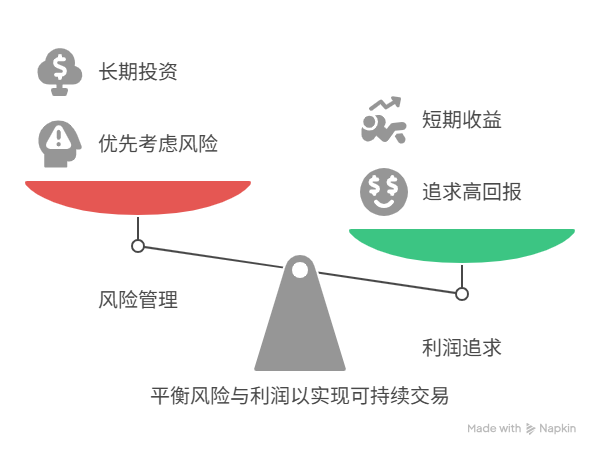 长期投资
优先考虑风险
风险管理
短期收益
追求高回报
利润追求
平衡风险与利润以实现可持续交易
Made with Napkin